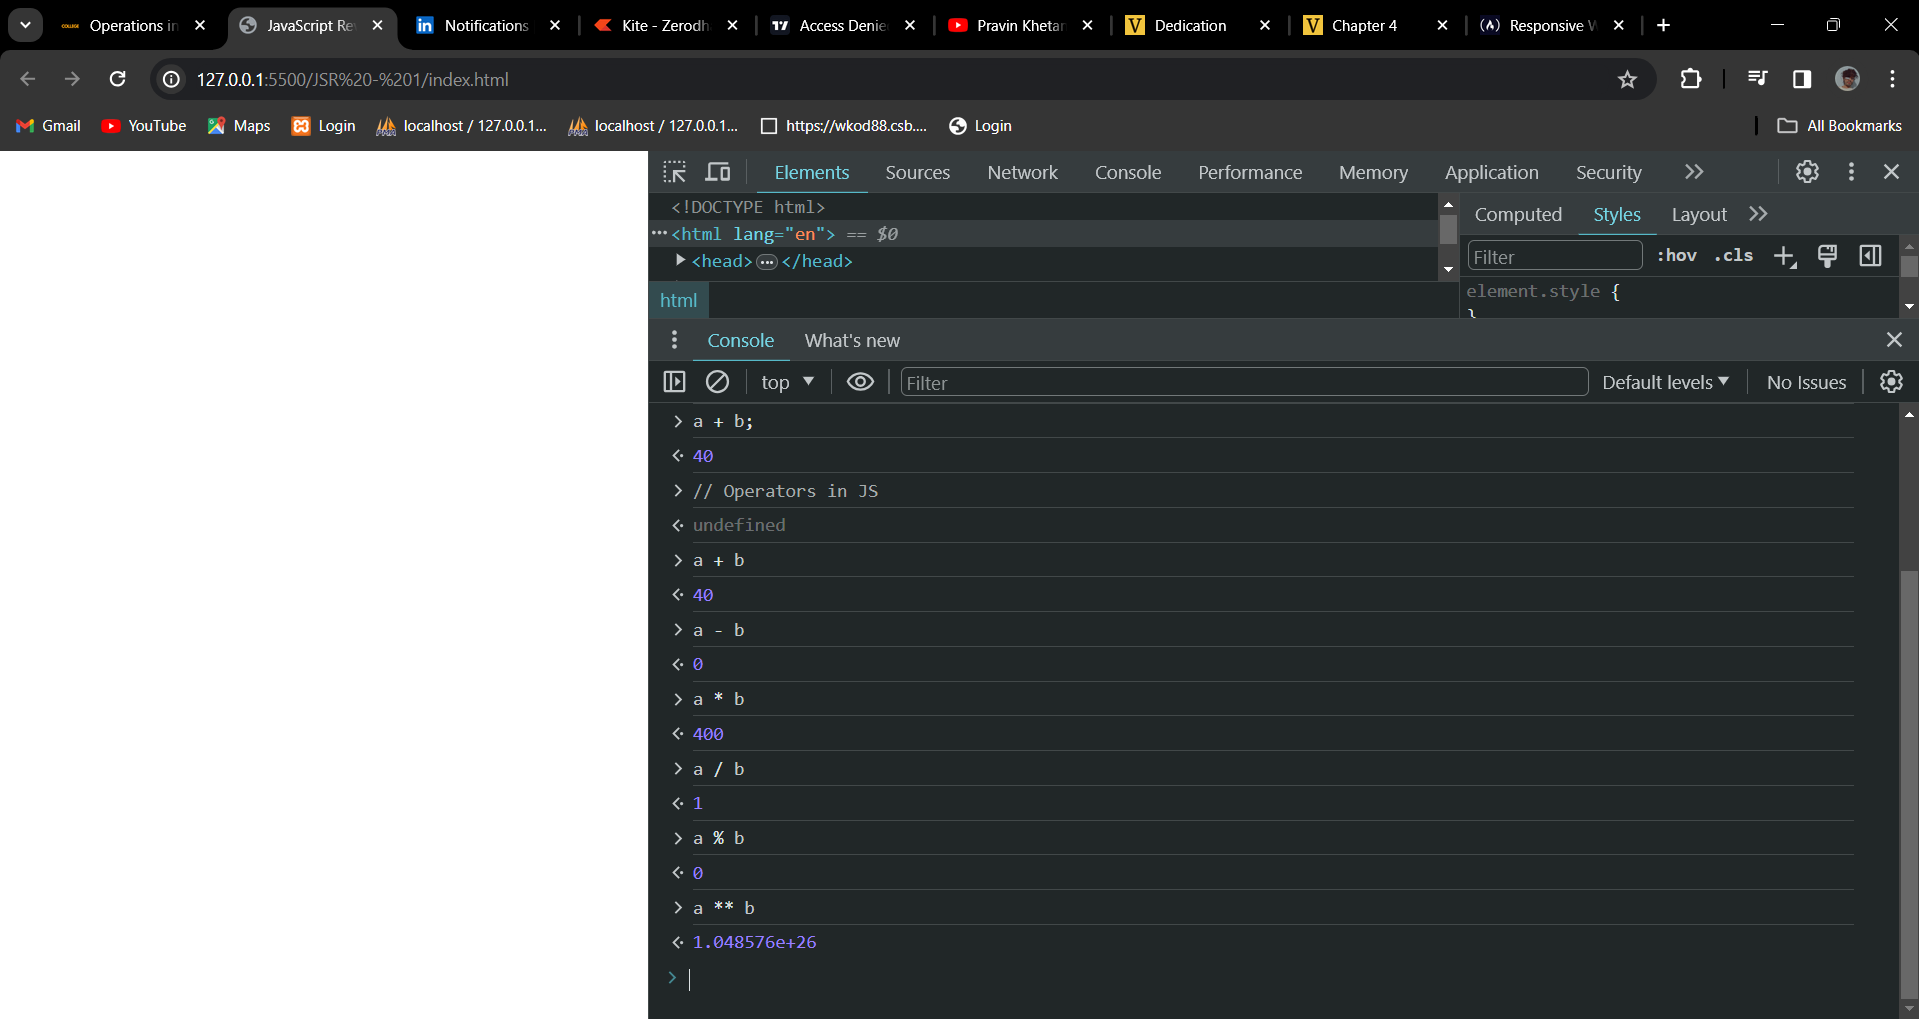 Operations in
JavaScript Re
Notifications
Kite - Zerodh
Access Denie
Pravin Khetan
Dedication
Chapter 4
Responsive W
127.0.0.1:5500/JSR%20-%201/index.html
Gmail
YouTube
Maps
Login
localhost / 127.0.0.1...
localhost / 127.0.0.1...
https://wkod88.csb....
Login
All Bookmarks
Elements
Sources
Network
Console
Performance
Memory
Application
Security
<!DOCTYPE html>
<html lang="en"> == $0
<head>…</head>
html
Computed
Styles
Layout
Filter
:hov
.cls
element.style {
}
Console
What's new
top
Filter
Default levels
No Issues
a + b;
40
// Operators in JS
undefined
a + b
40
a - b
0
a * b
400
a / b
1
a % b
0
a ** b
1.048576e+26